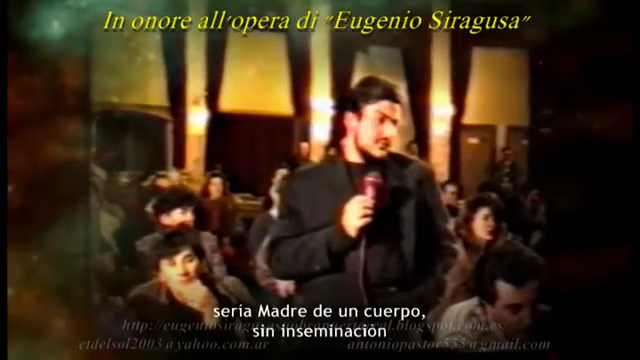 In onore all'opera di "Eugenio Siragusa"
sería Madre de un cuerpo,
sin inseminación
etdelsol2003@yahoo.com.ar antoniopastor555@gmail.com